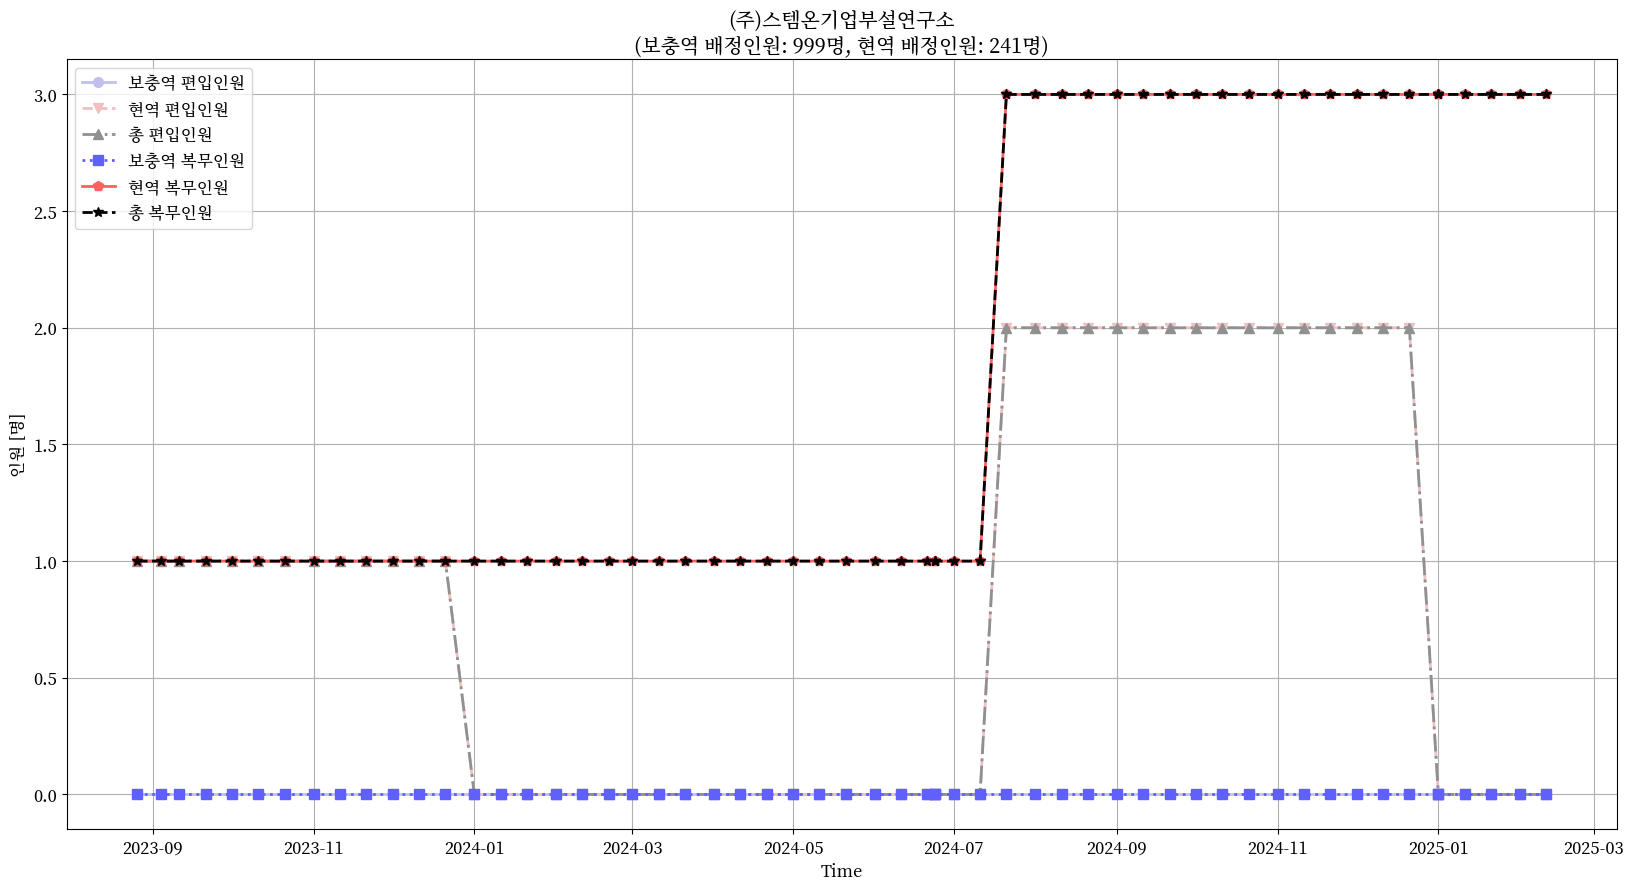 (주)스템온기업부설연구소
(보충역 배정인원: 999명, 현역 배정인원: 241명)
보충역 편입인원
현역 편입인원
총 편입인원
보충역 복무인원
현역 복무인원
총 복무인원
3.0
2.5
2.0
1.5
1.0
0.5
0.0
인원 [명]
2023-09
2023-11
2024-01
2024-03
2024-05
2024-07
2024-09
2024-11
2025-01
2025-03
Time